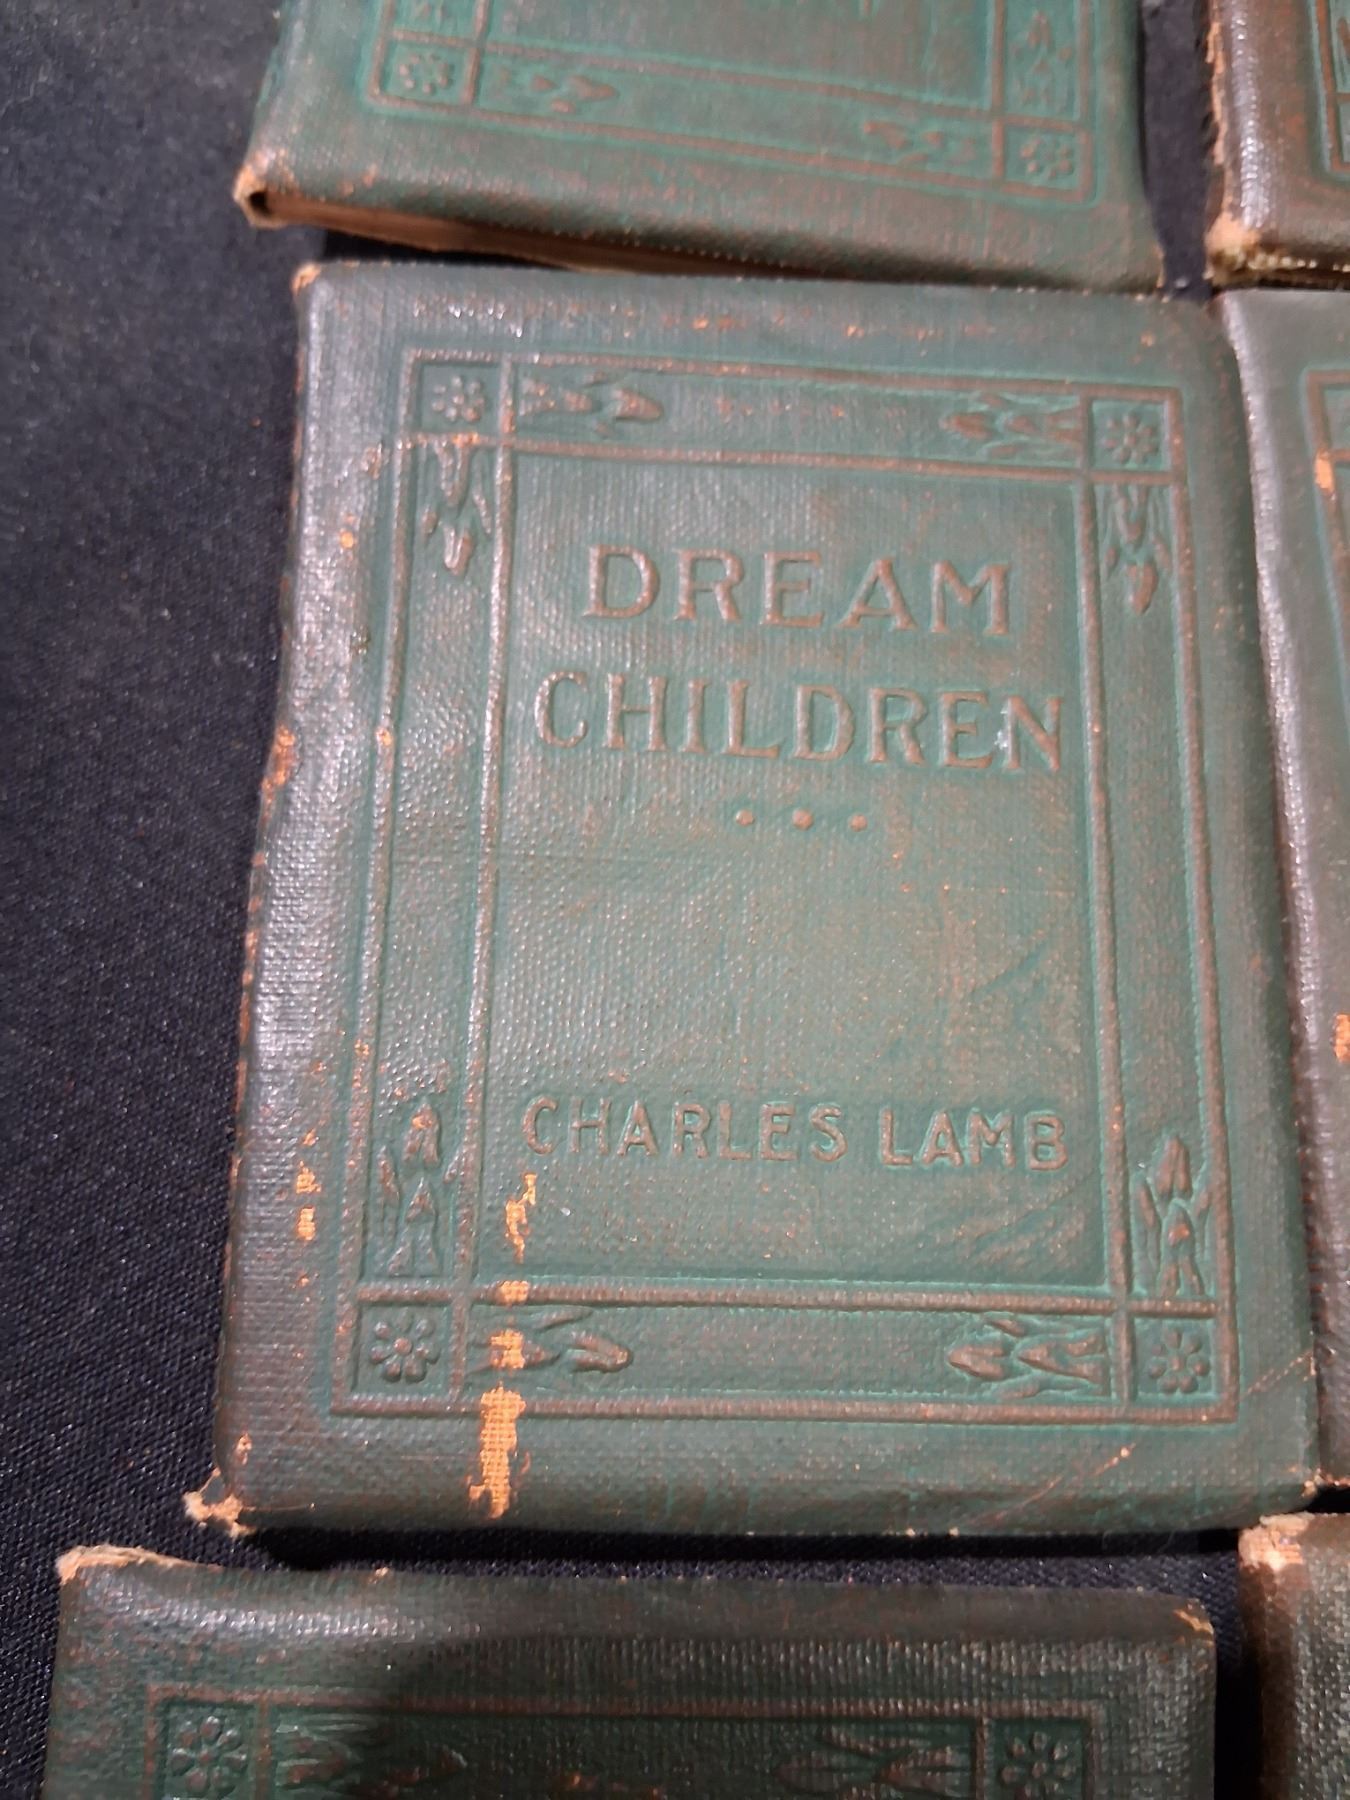 DREAM
CHILDREN
...
CHARLES LAMB